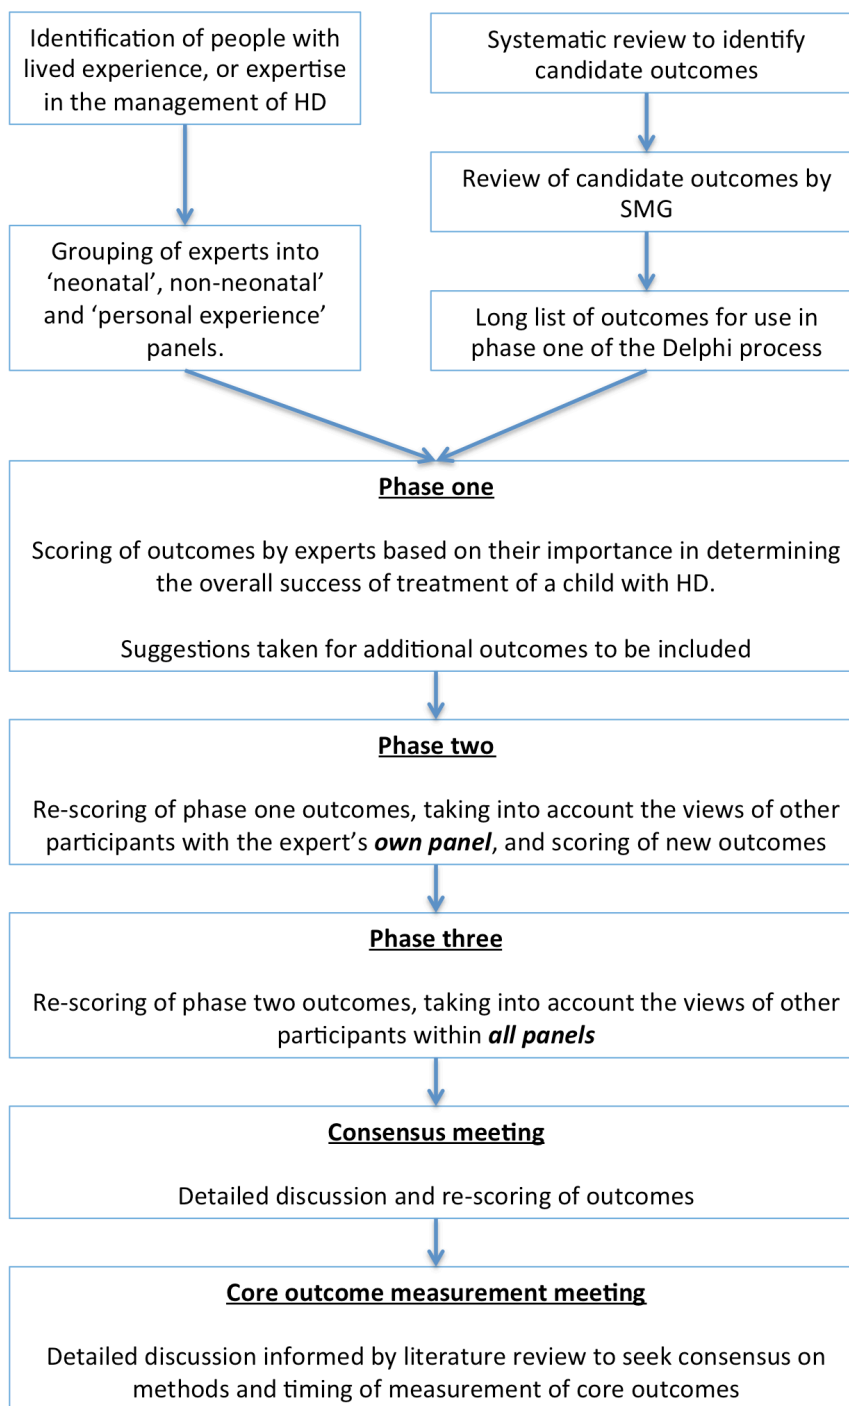 Identification of people with
lived experience, or expertise
in the management of HD
Grouping of experts into
‘neonatal’, non-neonatal’
and ‘personal experience’
panels.
Systematic review to identify
candidate outcomes
Review of candidate outcomes by
SMG
Long list of outcomes for use in
phase one of the Delphi process
Phase one
Scoring of outcomes by experts based on their importance in determining
the overall success of treatment of a child with HD.
Suggestions taken for additional outcomes to be included
Phase two
Re-scoring of phase one outcomes, taking into account the views of other
participants with the expert’s own panel, and scoring of new outcomes
Phase three
Re-scoring of phase two outcomes, taking into account the views of other
participants within all panels
Consensus meeting
Detailed discussion and re-scoring of outcomes
Core outcome measurement meeting
Detailed discussion informed by literature review to seek consensus on
methods and timing of measurement of core outcomes